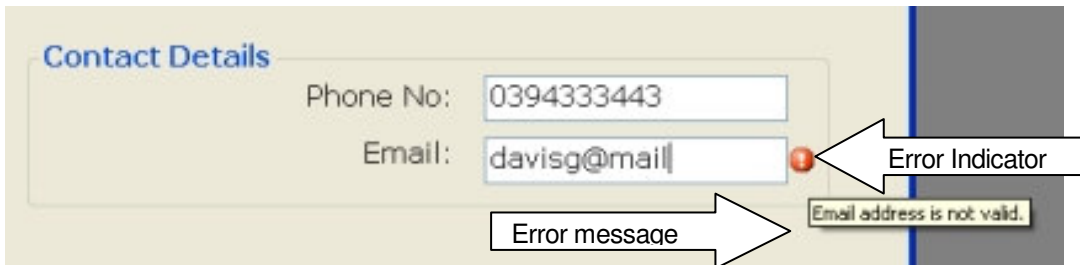 Contact Details
Phone No: 0394333443
Email: davisg@mail
Error Indicator
Email address is not valid.
Error message